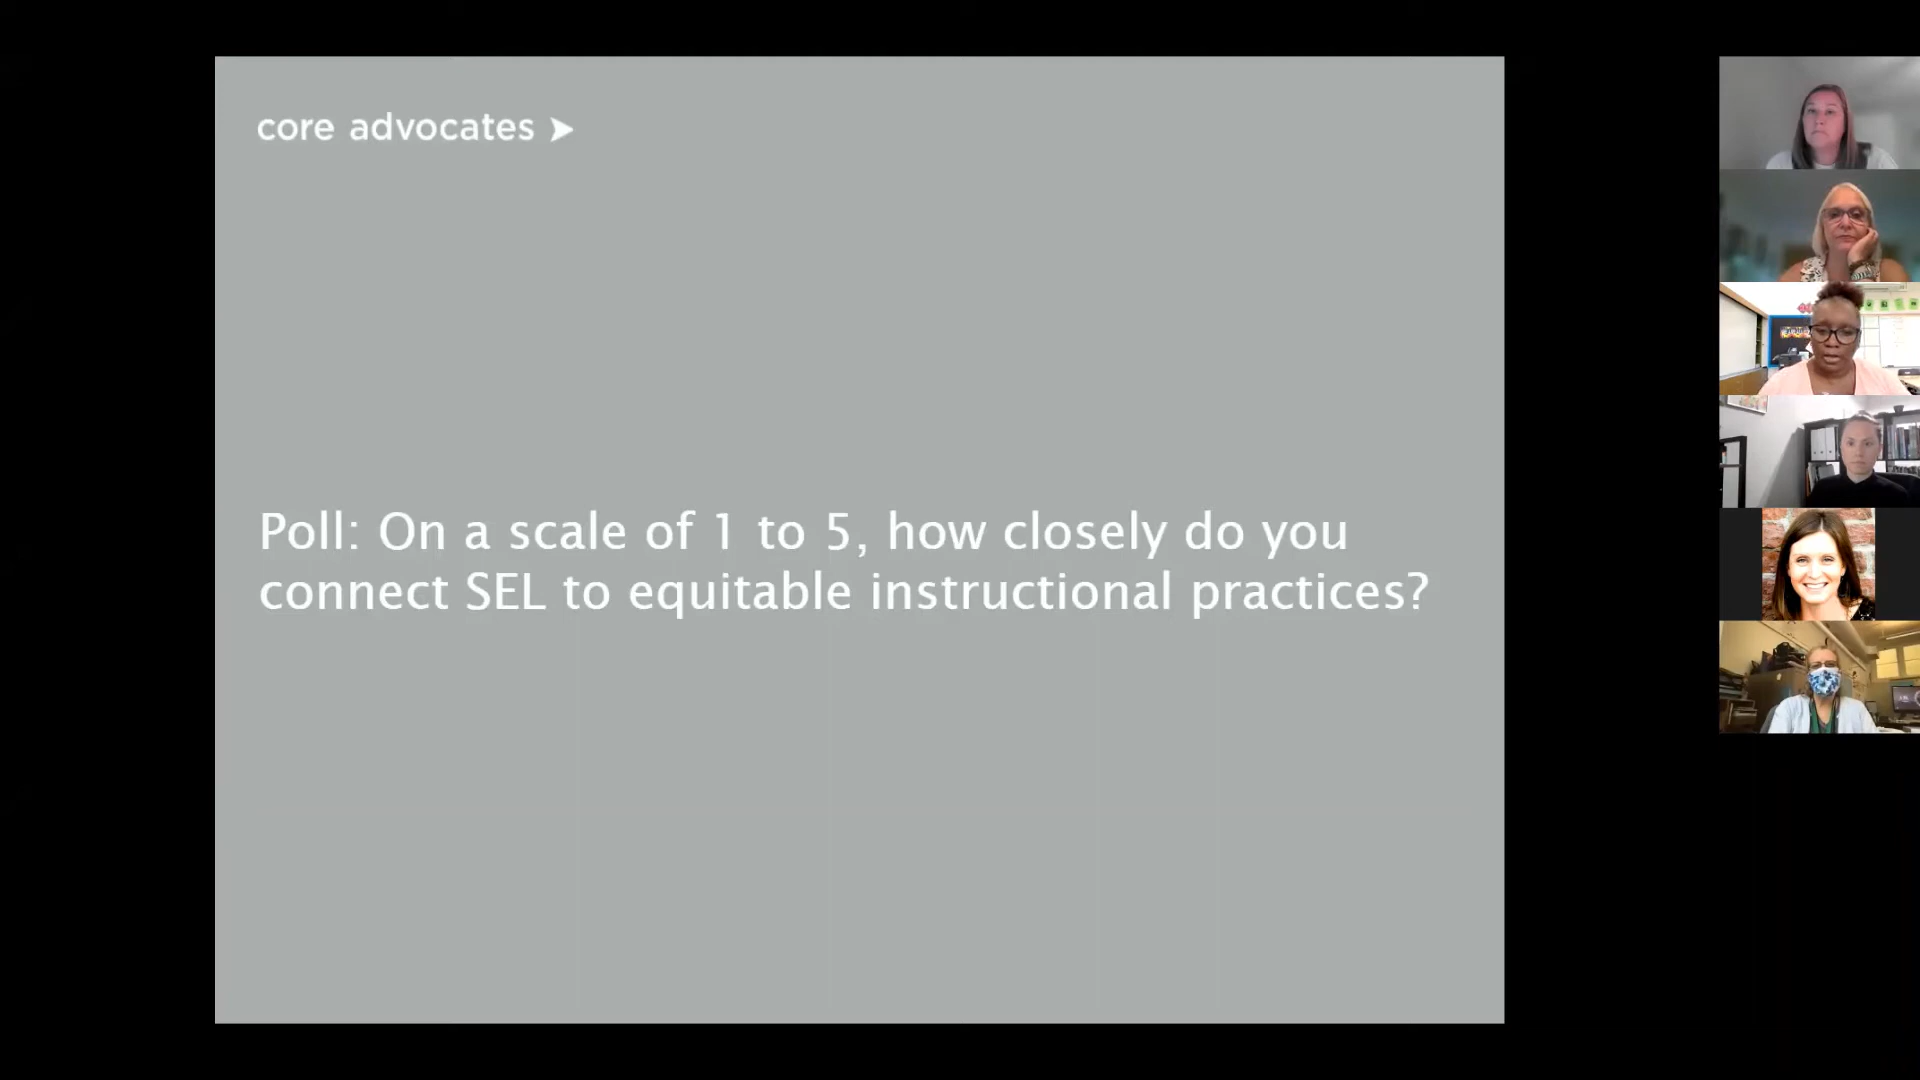 core advocates
Poll: On a scale of 1 to 5, how closely do you
connect SEL to equitable instructional practices?